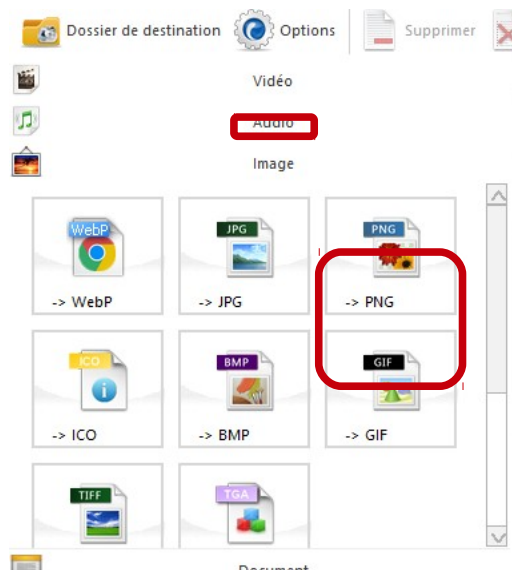 Dossier de destination Options Supprimer
Vidéo
Audio
Image
WebP JPG PNG
-> WebP -> JPG -> PNG
ICO BMP GIF
-> ICO -> BMP -> GIF
TIFF TGA
Document